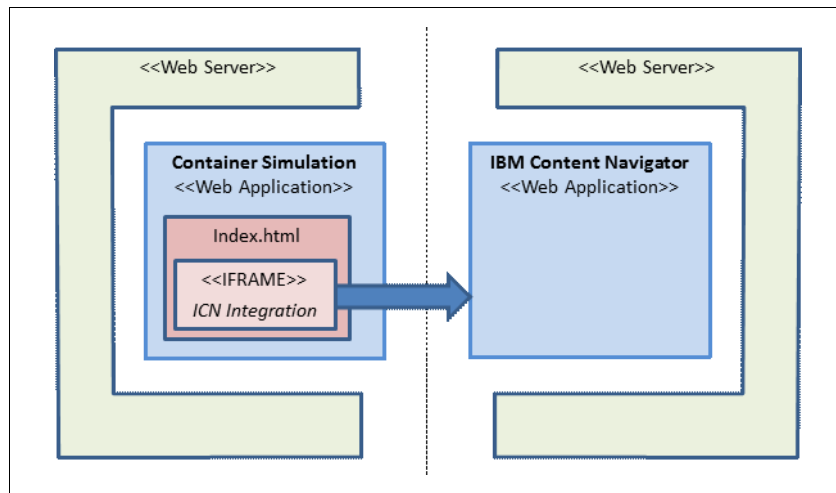 <<Web Server>>
Container Simulation
<<Web Application>>
Index.html
<<IFRAME>>
ICN Integration
<<Web Server>>
IBM Content Navigator
<<Web Application>>